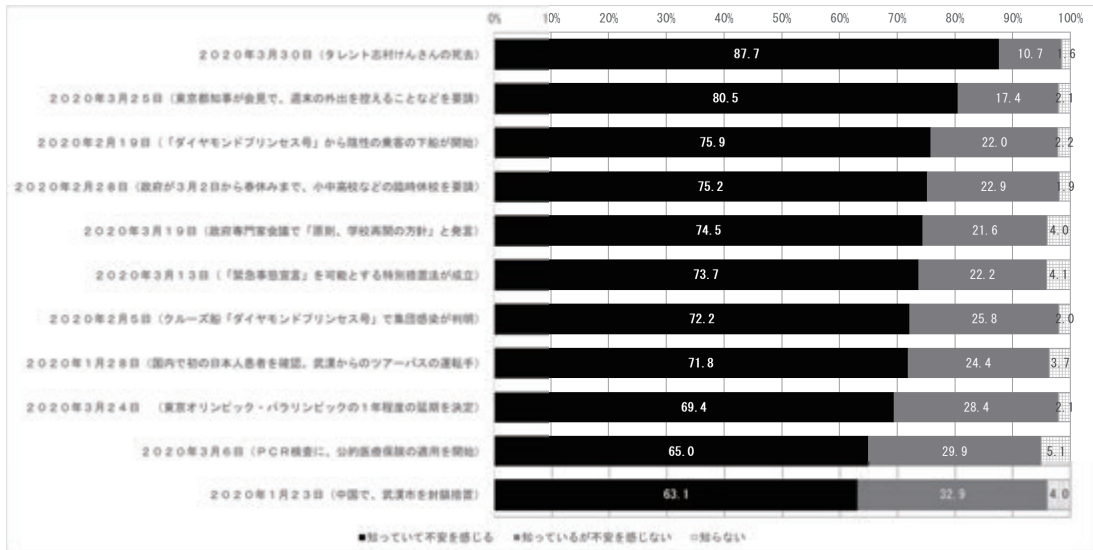 0% 10% 20% 30% 40% 50% 60% 70% 80% 90% 100%
2020年3月30日(タレント志村けんさんの死去) 87.7 10.7 1.6
2020年3月25日(東京都知事が会見で、週末の外出を控えることなどを要請) 80.5 17.4 2.1
2020年2月19日(「ダイヤモンドプリンセス号」から陰性の乗客の下船が開始) 75.9 22.0 2.2
2020年2月28日(政府が3月2日から春休みまで、小中高校などの臨時休校を要請) 75.2 22.9 1.9
2020年3月19日(政府専門家会議で「原則、学校再開の方針」と発言) 74.5 21.6 4.0
2020年3月13日(「緊急事態宣言」を可能とする特別措置法が成立) 73.7 22.2 4.1
2020年2月5日(クルーズ船「ダイヤモンドプリンセス号」で集団感染が判明) 72.2 25.8 2.0
2020年1月28日(国内で初の日本人患者を確認。武漢からのツアーバスの運転手) 71.8 24.4 3.7
2020年3月24日 (東京オリンピック・パラリンピックの1年程度の延期を決定) 69.4 28.4 2.1
2020年3月6日(PCR検査に、公的医療保険の適用を開始) 65.0 29.9 5.1
2020年1月23日(中国で、武漢市を封鎖措置) 63.1 32.9 4.0
■知っていて不安を感じる ■知っているが不安を感じない □知らない